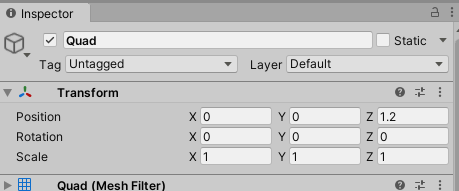 Inspector
Quad Static
Tag Untagged Layer Default
Transform
Position X 0 Y 0 Z 1.2
Rotation X 0 Y 0 Z 0
Scale X 1 Y 1 Z 1
Quad (Mesh Filter)